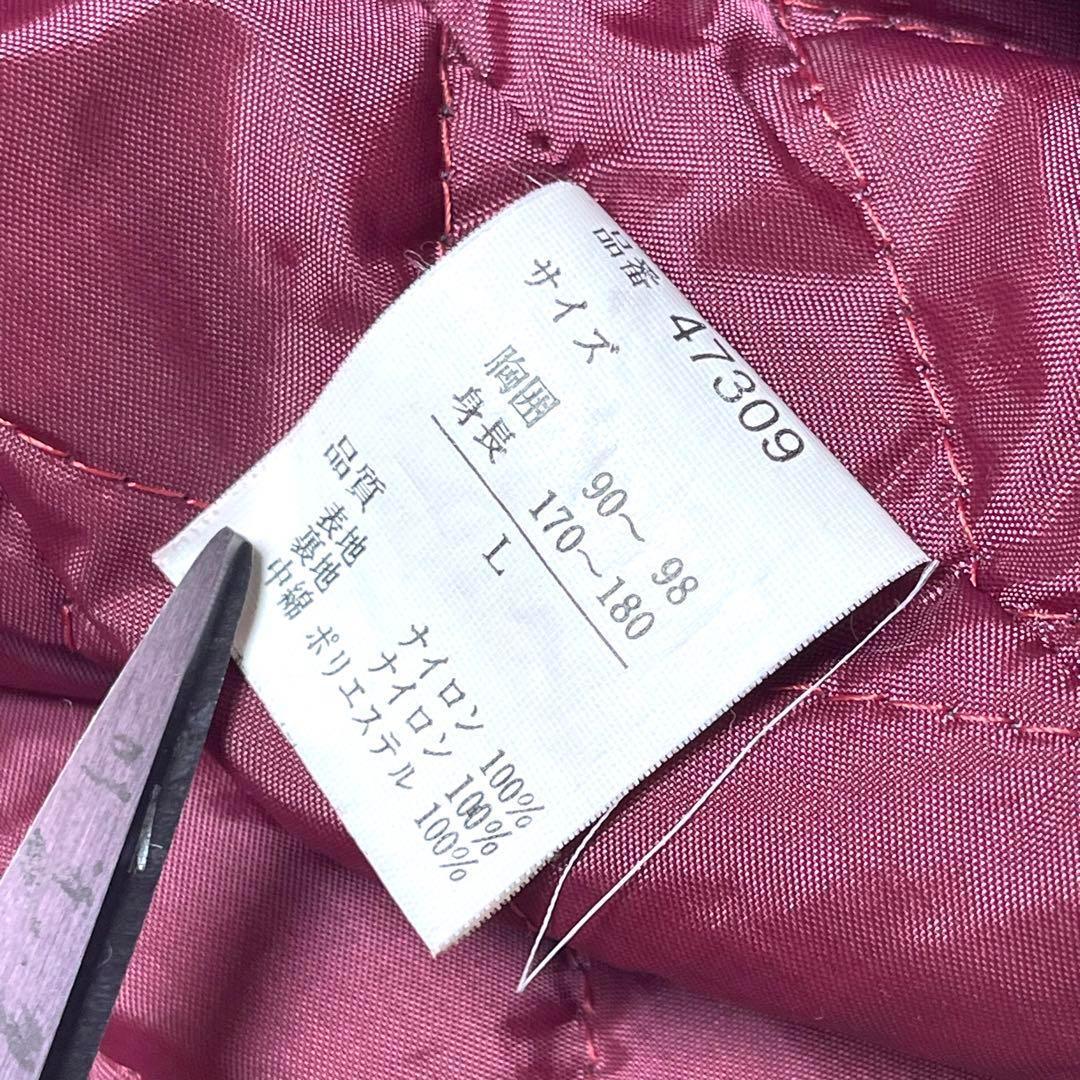 品番 47309
サイズ
胸囲 90～ 98
身長 170～180
L
品質
表地 ナイロン 100%
裏地 ナイロン 100%
中綿 ポリエステル 100%